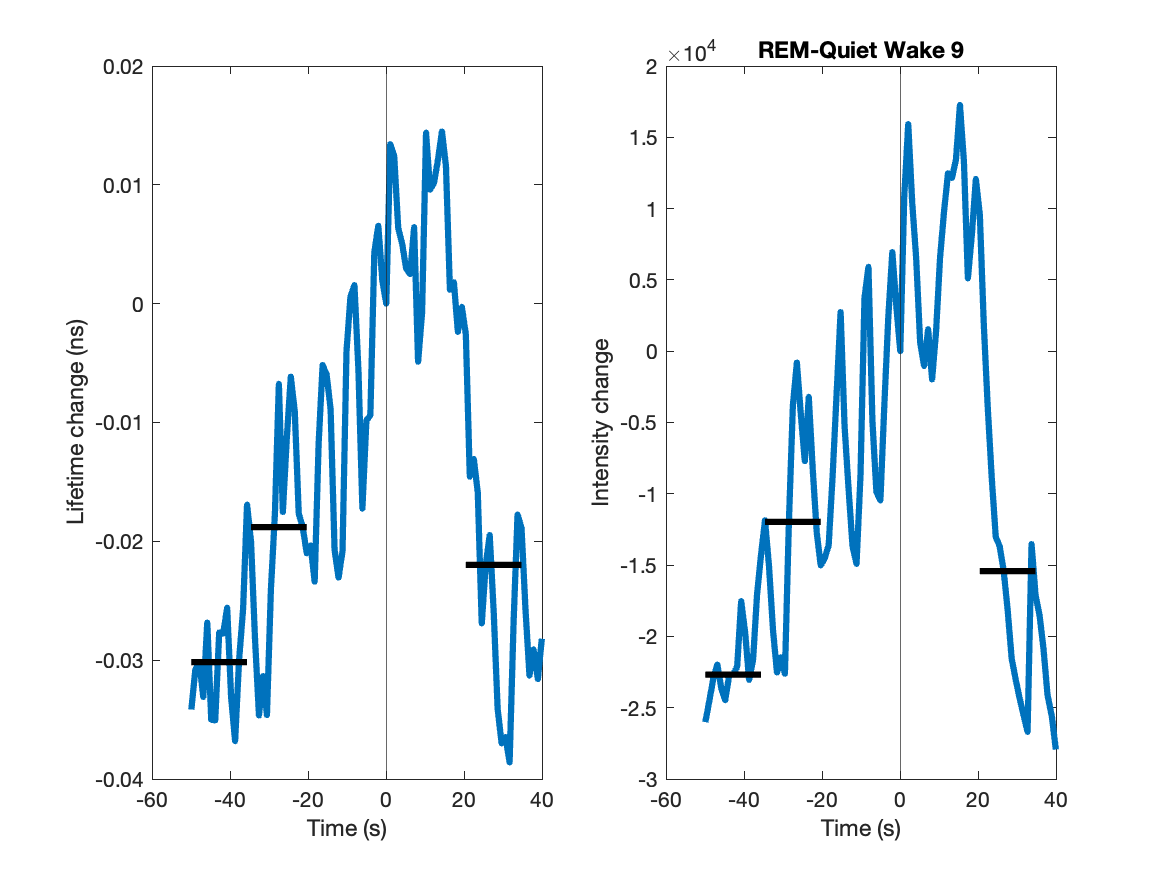 0.02
0.01
0
-0.01
-0.02
-0.03
-0.04
-60 -40 -20 0 20 40
Time (s)
Lifetime change (ns)
REM-Quiet Wake 9
×10⁴
2
1.5
1
0.5
0
-0.5
-1
-1.5
-2
-2.5
-3
-60 -40 -20 0 20 40
Time (s)
Intensity change